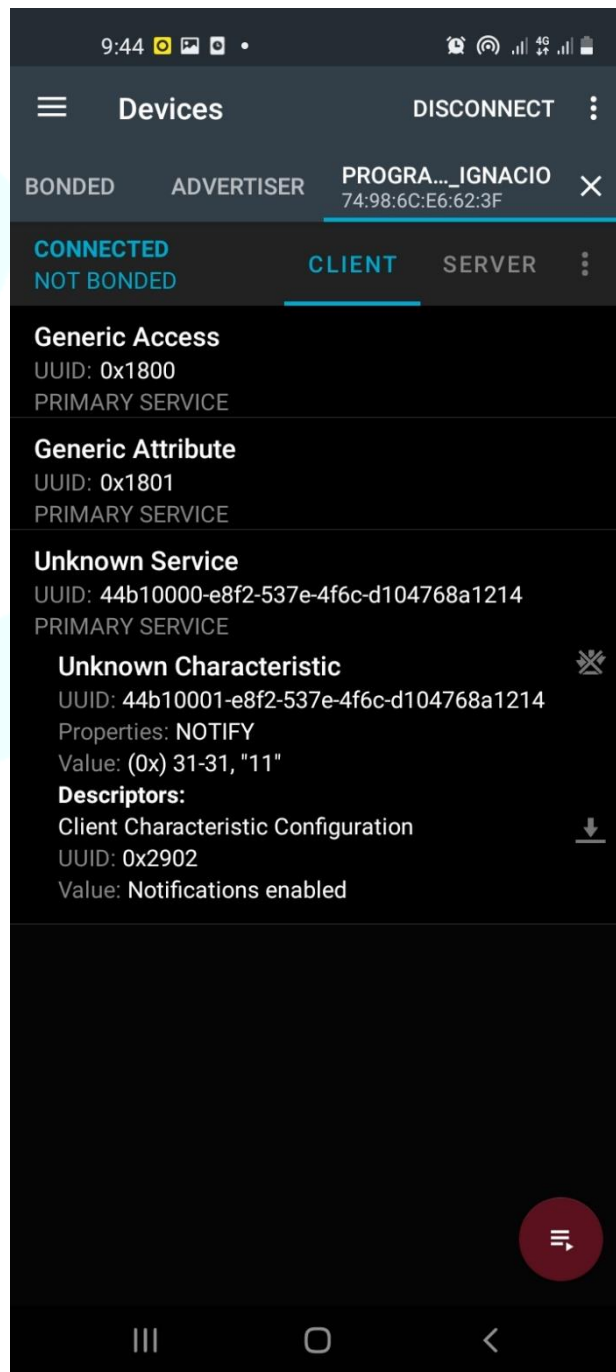 9:44
4G
Devices
DISCONNECT
BONDED
ADVERTISER
PROGRA..._IGNACIO
74:98:6C:E6:62:3F
CONNECTED
NOT BONDED
CLIENT
SERVER
Generic Access
UUID: 0x1800
PRIMARY SERVICE
Generic Attribute
UUID: 0x1801
PRIMARY SERVICE
Unknown Service
UUID: 44b10000-e8f2-537e-4f6c-d104768a1214
PRIMARY SERVICE
Unknown Characteristic
UUID: 44b10001-e8f2-537e-4f6c-d104768a1214
Properties: NOTIFY
Value: (0x) 31-31, "11"
Descriptors:
Client Characteristic Configuration
UUID: 0x2902
Value: Notifications enabled